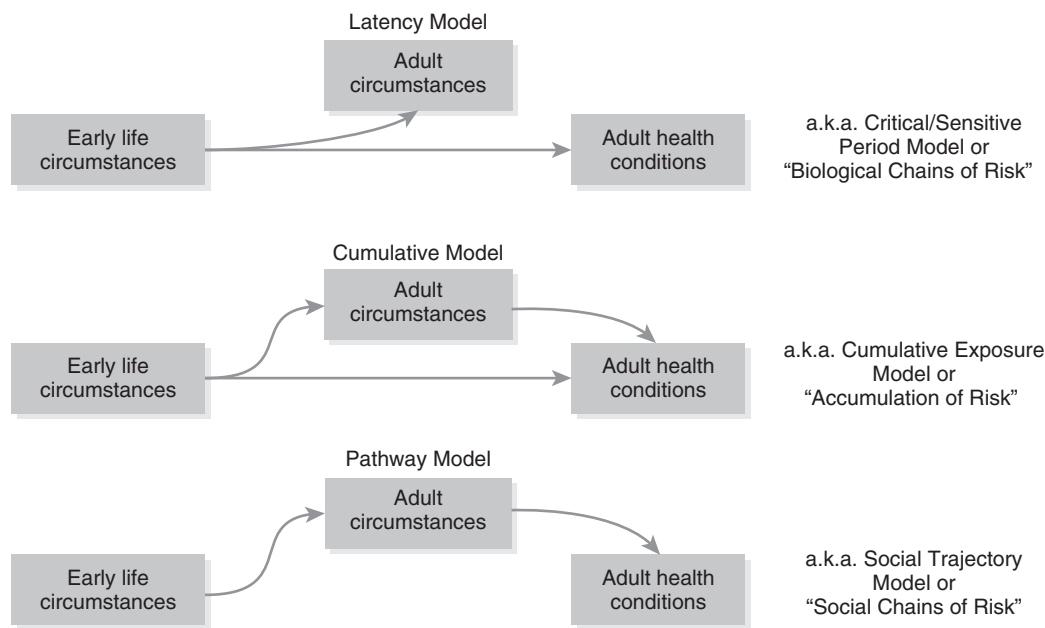 Latency Model
Adult
circumstances
Early life
circumstances
Adult health
conditions
a.k.a. Critical/Sensitive
Period Model or
“Biological Chains of Risk”
Cumulative Model
Adult
circumstances
Early life
circumstances
Adult health
conditions
a.k.a. Cumulative Exposure
Model or
“Accumulation of Risk”
Pathway Model
Adult
circumstances
Early life
circumstances
Adult health
conditions
a.k.a. Social Trajectory
Model or
“Social Chains of Risk”